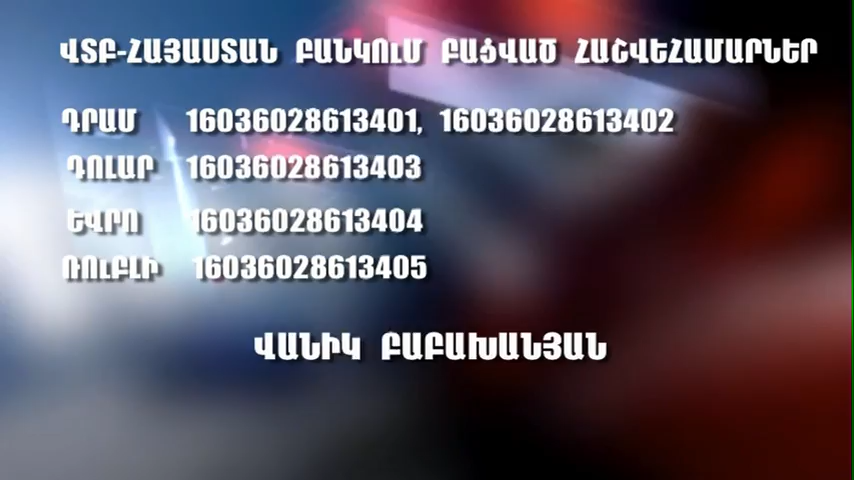 ՎՏԲ-ՀԱՅԱՍՏԱՆ ԲԱՆԿՈՒՄ ԲԱՑՎԱԾ ՀԱՇՎԵՀԱՄԱՐՆԵՐ
ԴՐԱՄ 16036028613401, 16036028613402
ԴՈԼԱՐ 16036028613403
ԵՎՐՈ 16036028613404
ՌՈՒԲԼԻ 16036028613405
ՎԱՆԻԿ ԲԱԲԱԽԱՆՅԱՆ